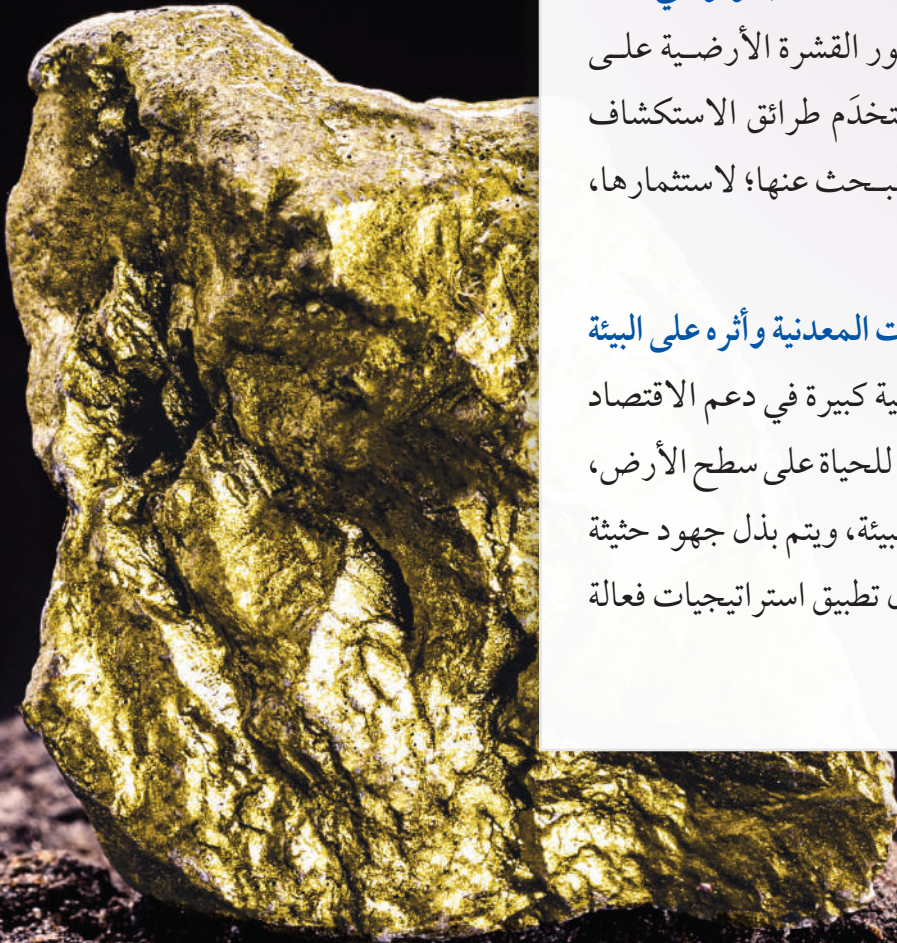 ور القشرة الأرضية على
تخدَم طرائق الاستكشاف
بحث عنها؛ لاستثمارها،
ت المعدنية وأثره على البيئة
ية كبيرة في دعم الاقتصاد
للحياة على سطح الأرض،
بيئة، ويتم بذل جهود حثيثة
تطبيق استراتيجيات فعالة